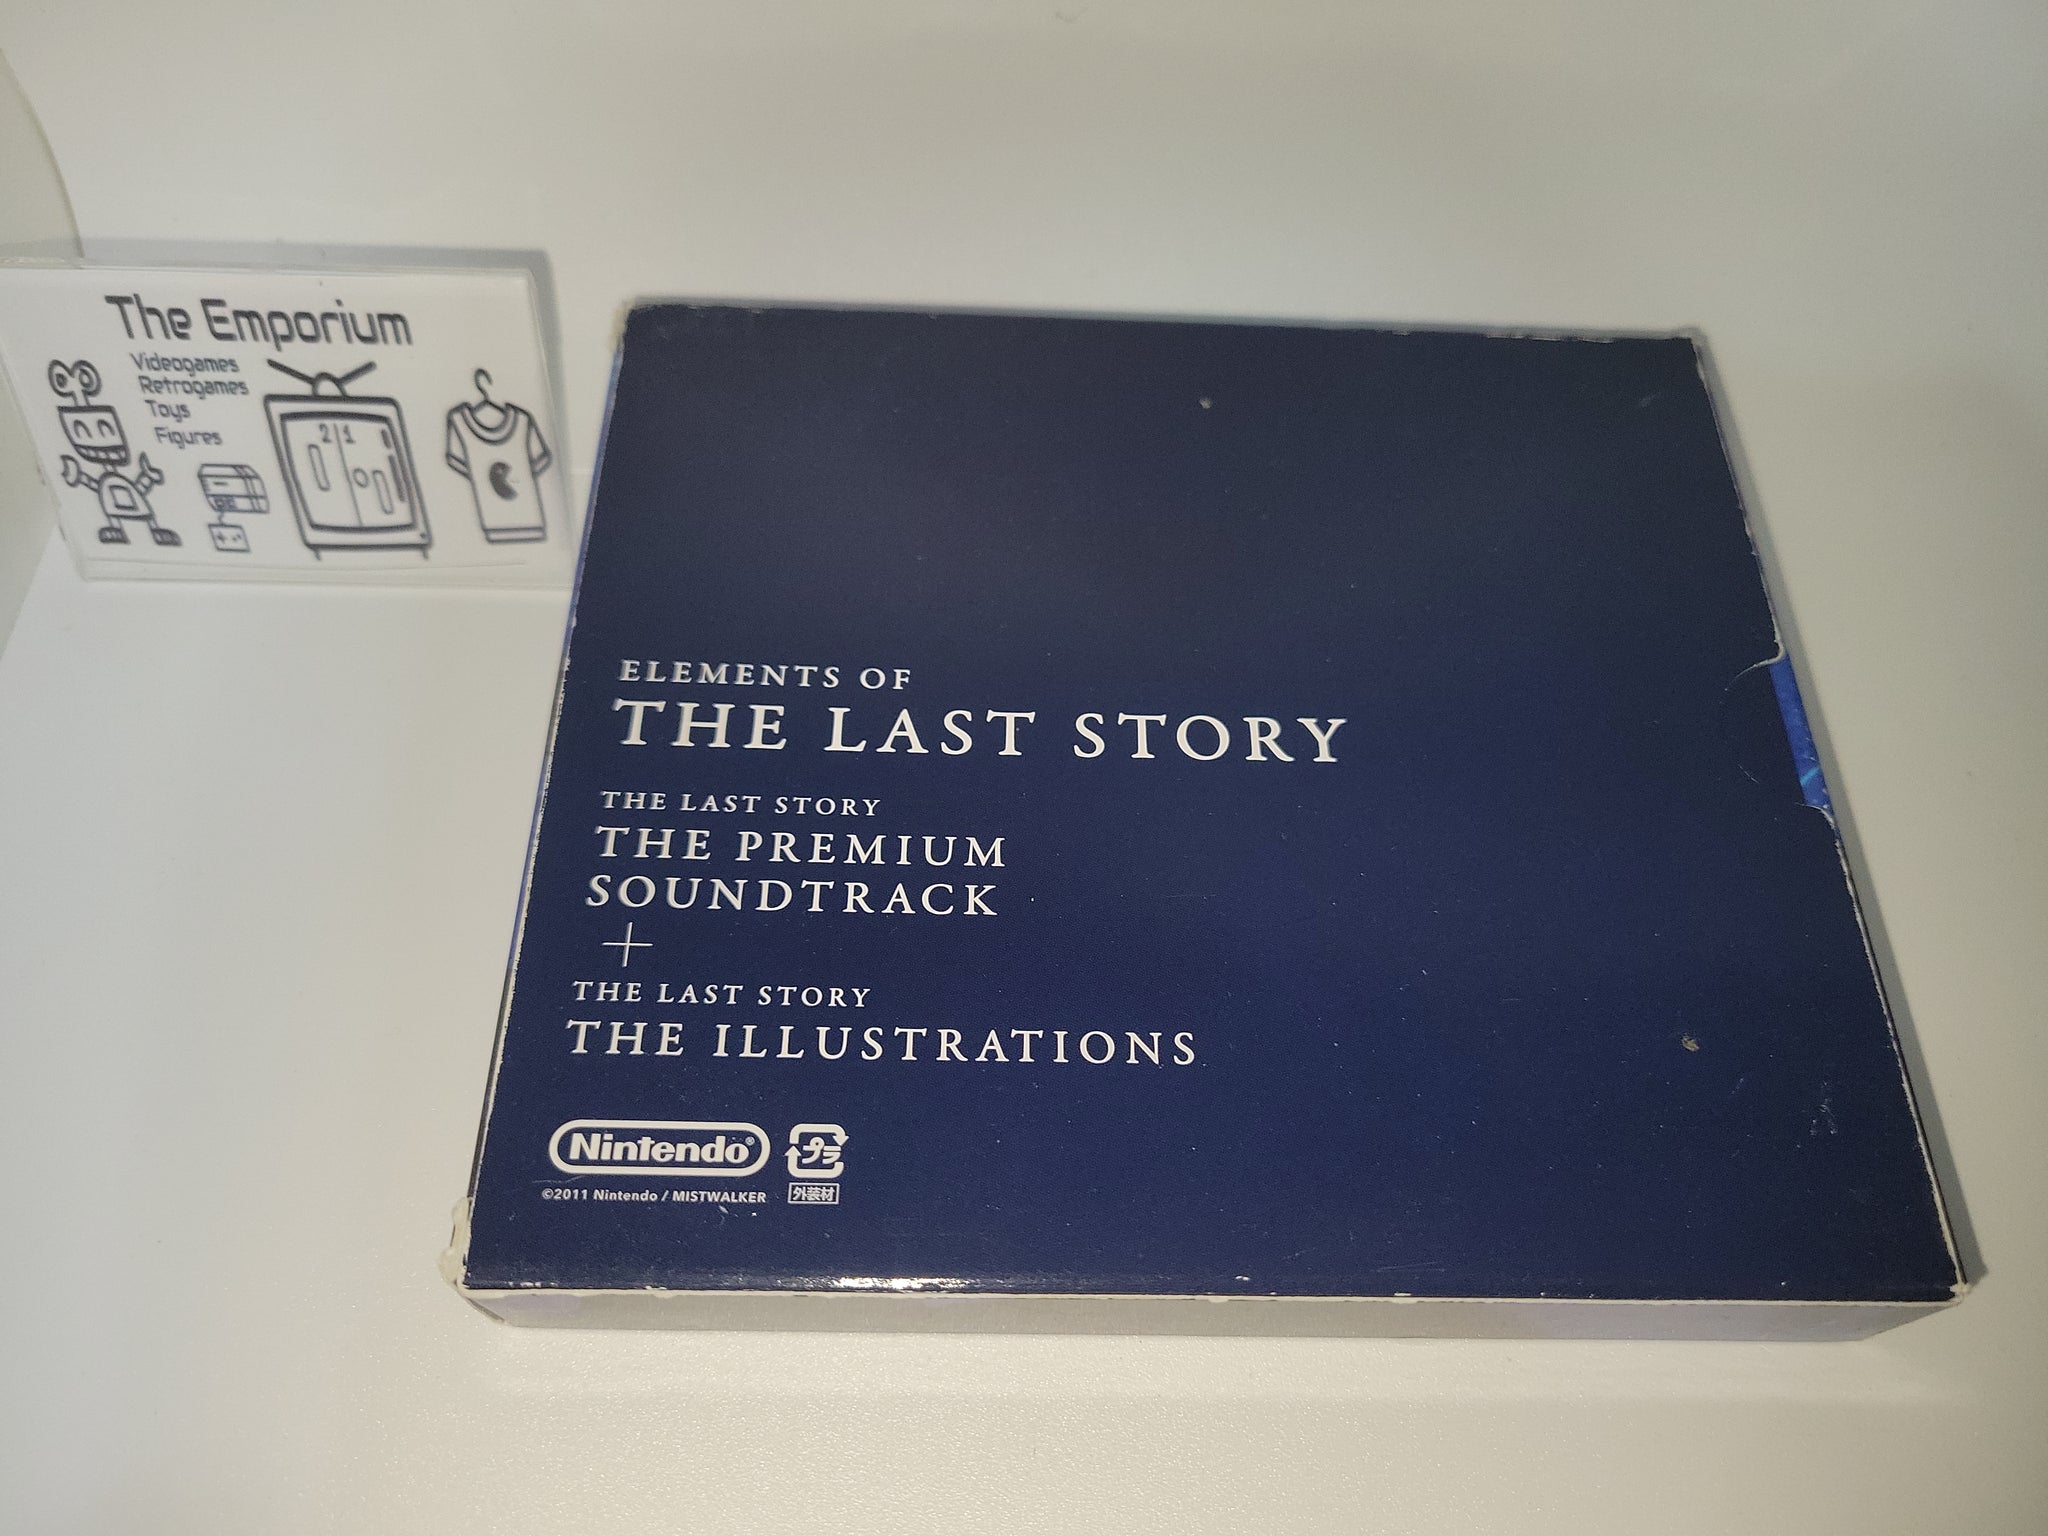 The Emporium
Videogames
Retrogames
Toys
Figures
2 1
ELEMENTS OF
THE LAST STORY
THE LAST STORY
THE PREMIUM
SOUNDTRACK
+
THE LAST STORY
THE ILLUSTRATIONS
Nintendo®
プラ
©2011 Nintendo / MISTWALKER
外装材